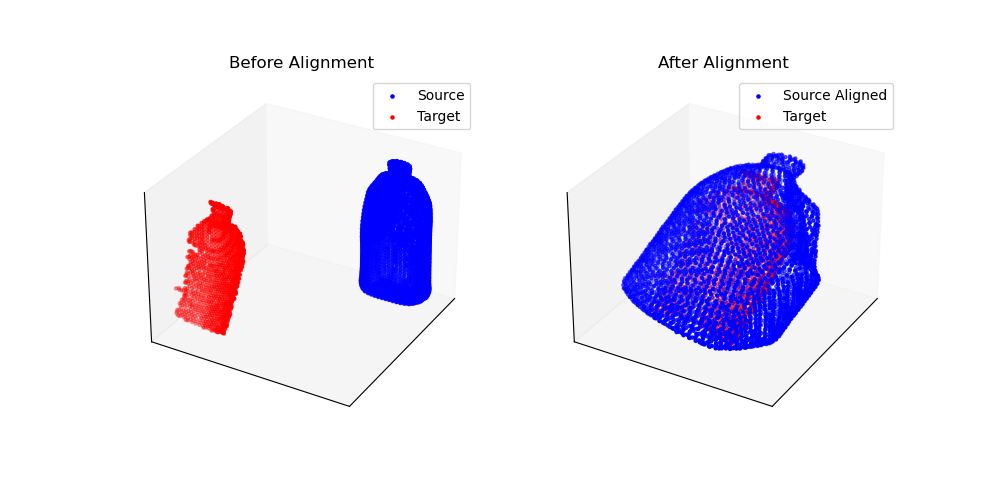 Before Alignment
Source
Target
After Alignment
Source Aligned
Target